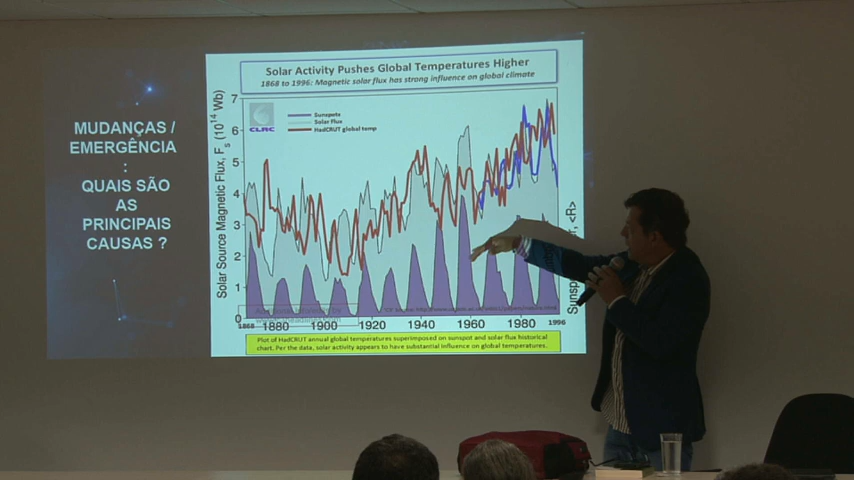 MUDANÇAS /
EMERGÊNCIA
:
QUAIS SÃO
AS
PRINCIPAIS
CAUSAS ?
Solar Activity Pushes Global Temperatures Higher
1868 to 1996: Magnetic solar flux has strong influence on global climate
Solar Source Magnetic Flux, Fs (10^14 Wb)
7
6
5
4
3
2
1
0
CLRC
Sunspots
Solar Flux
HadCRUT global temp
, <R>
1868
1880
1900
1920
1940
1960
1980
1996
Plot of HadCRUT annual global temperatures superimposed on sunspot and solar flux historical
chart. Per the data, solar activity appears to have substantial influence on global temperatures.